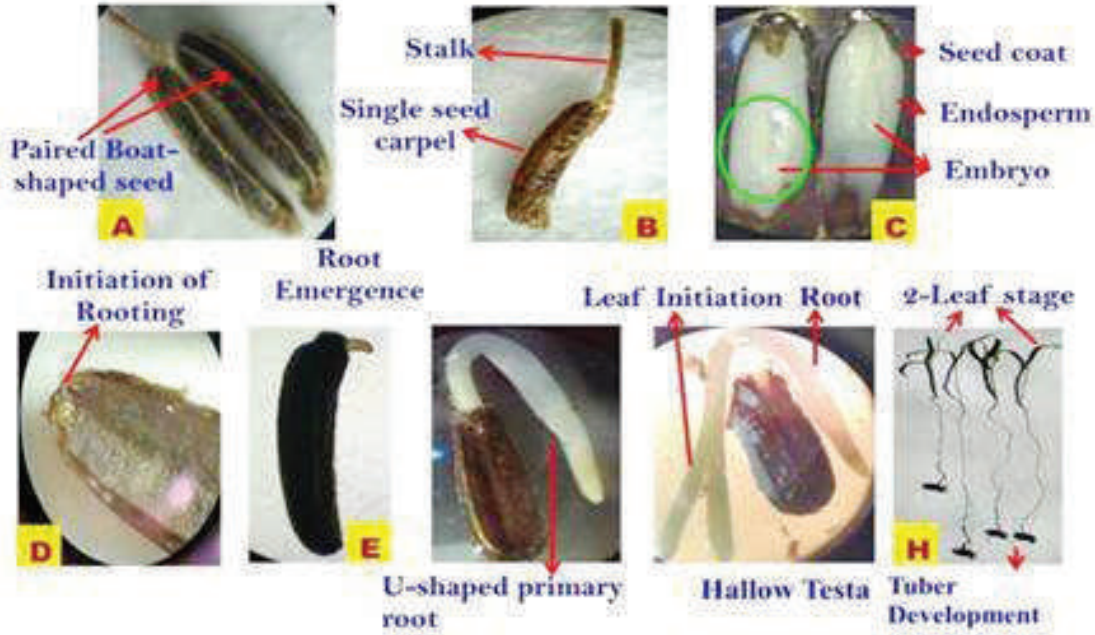 Paired Boat-
shaped seed
A
Stalk
Single seed
carpel
B
Seed coat
Endosperm
Embryo
C
Initiation of
Rooting
D
Root
Emergence
E
U-shaped primary
root
Leaf Initiation
Root
Hallow Testa
2-Leaf stage
H
Tuber
Development